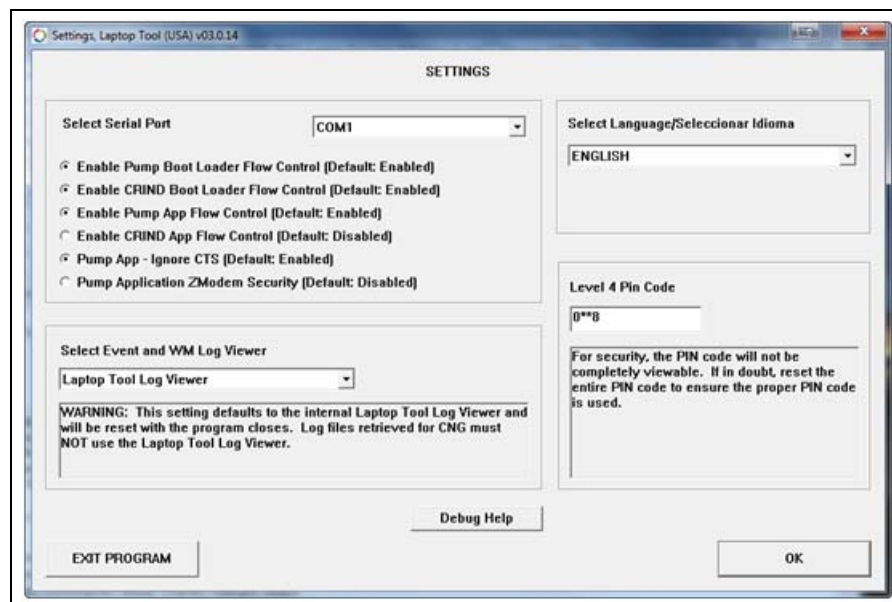 Settings, Laptop Tool (USA) v03.0.14
SETTINGS
Select Serial Port
COM1
Enable Pump Boot Loader Flow Control (Default: Enabled)
Enable CRIND Boot Loader Flow Control (Default: Enabled)
Enable Pump App Flow Control (Default: Enabled)
Enable CRIND App Flow Control (Default: Disabled)
Pump App - Ignore CTS (Default: Enabled)
Pump Application ZModem Security (Default: Disabled)
Select Event and WM Log Viewer
Laptop Tool Log Viewer
WARNING: This setting defaults to the internal Laptop Tool Log Viewer and
will be reset with the program closes. Log files retrieved for CNG must
NOT use the Laptop Tool Log Viewer.
Select Language/Seleccionar Idioma
ENGLISH
Level 4 Pin Code
0**8
For security, the PIN code will not be
completely viewable. If in doubt, reset the
entire PIN code to ensure the proper PIN code
is used.
Debug Help
EXIT PROGRAM
OK